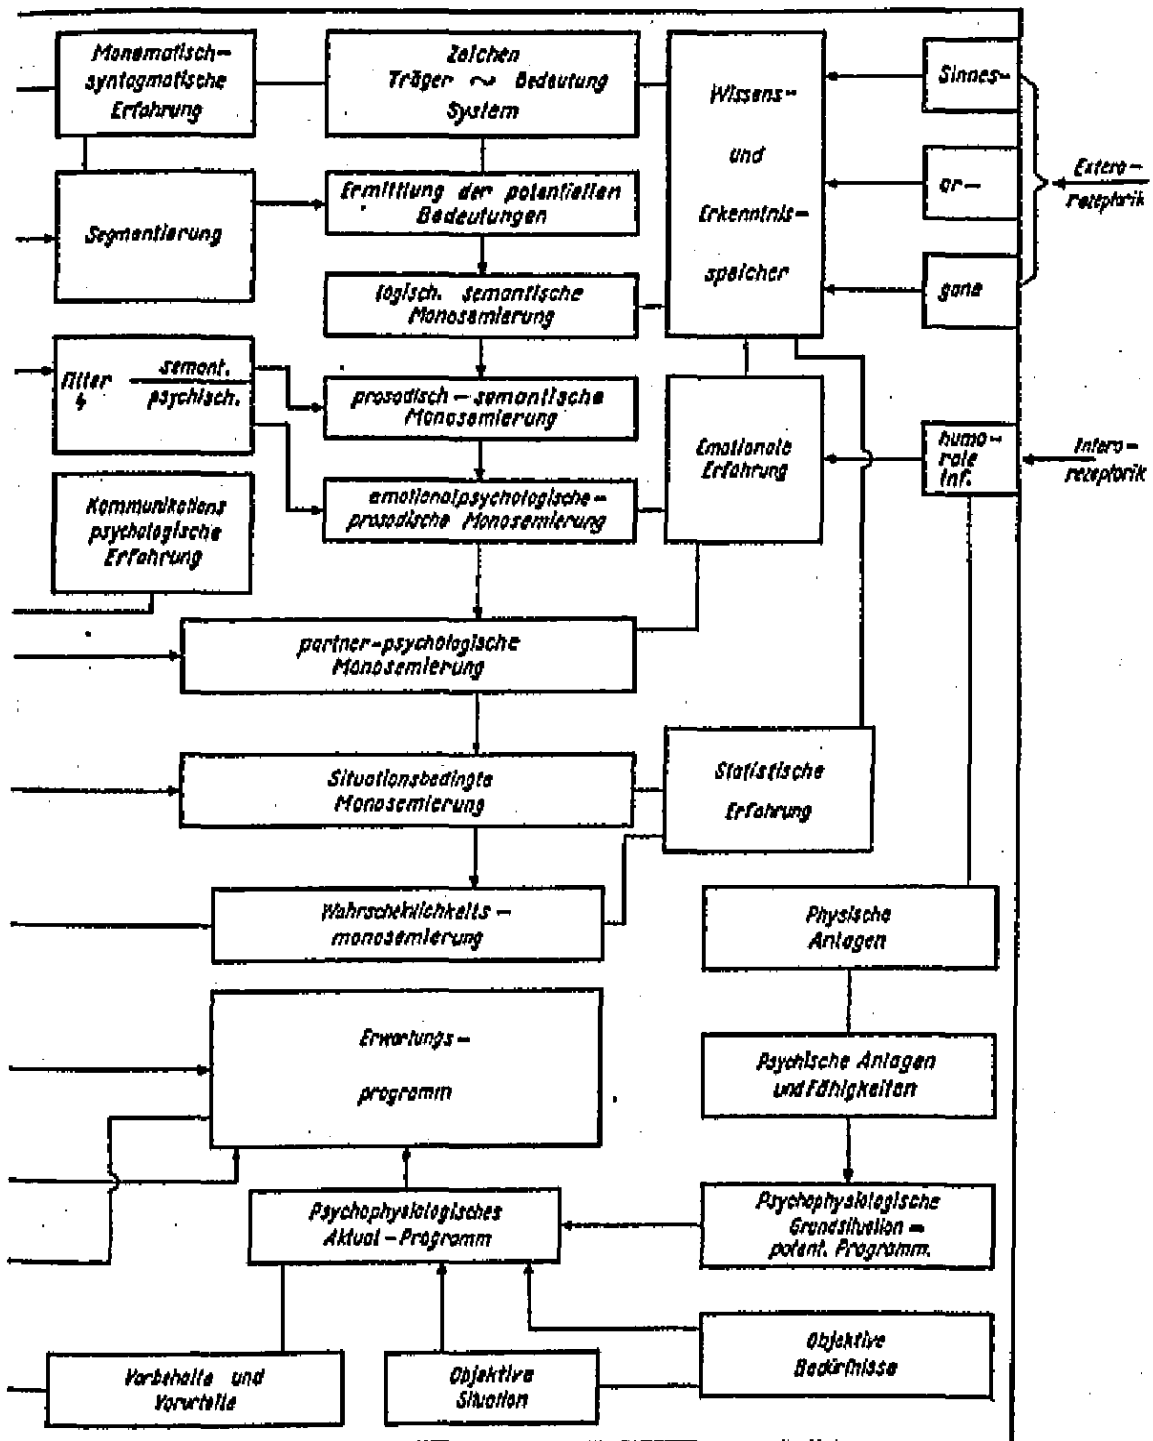 Monematisch-
syntagmatische
Erfahrung
Zeichen
Träger ~ Bedeutung
System
Wissens-
und
Erkenntnis-
speicher
Sinnes-
or-
gane
Extero-
rezeptorik
Segmentierung
Ermittlung der potentiellen
Bedeutungen
logisch. semantische
Monosemierung
Filter
semant.
psychisch.
prosodisch-semantische
Monosemierung
Emotionale
Erfahrung
humo-
rale
Inf.
Intero-
rezeptorik
Kommunikations
psychologische
Erfahrung
emotionalpsychologische-
prosodische Monosemierung
partner-psychologische
Monosemierung
Situationsbedingte
Monosemierung
Statistische
Erfahrung
Wahrscheinlichkeits-
monosemierung
Physische
Anlagen
Erwartungs-
programm
Psychische Anlagen
und Fähigkeiten
Psychophysiologisches
Aktual-Programm
Psychophysiologische
Grundsituation =
potent. Programm.
Objektive
Bedürfnisse
Vorbehalte und
Vorurteile
Objektive
Situation